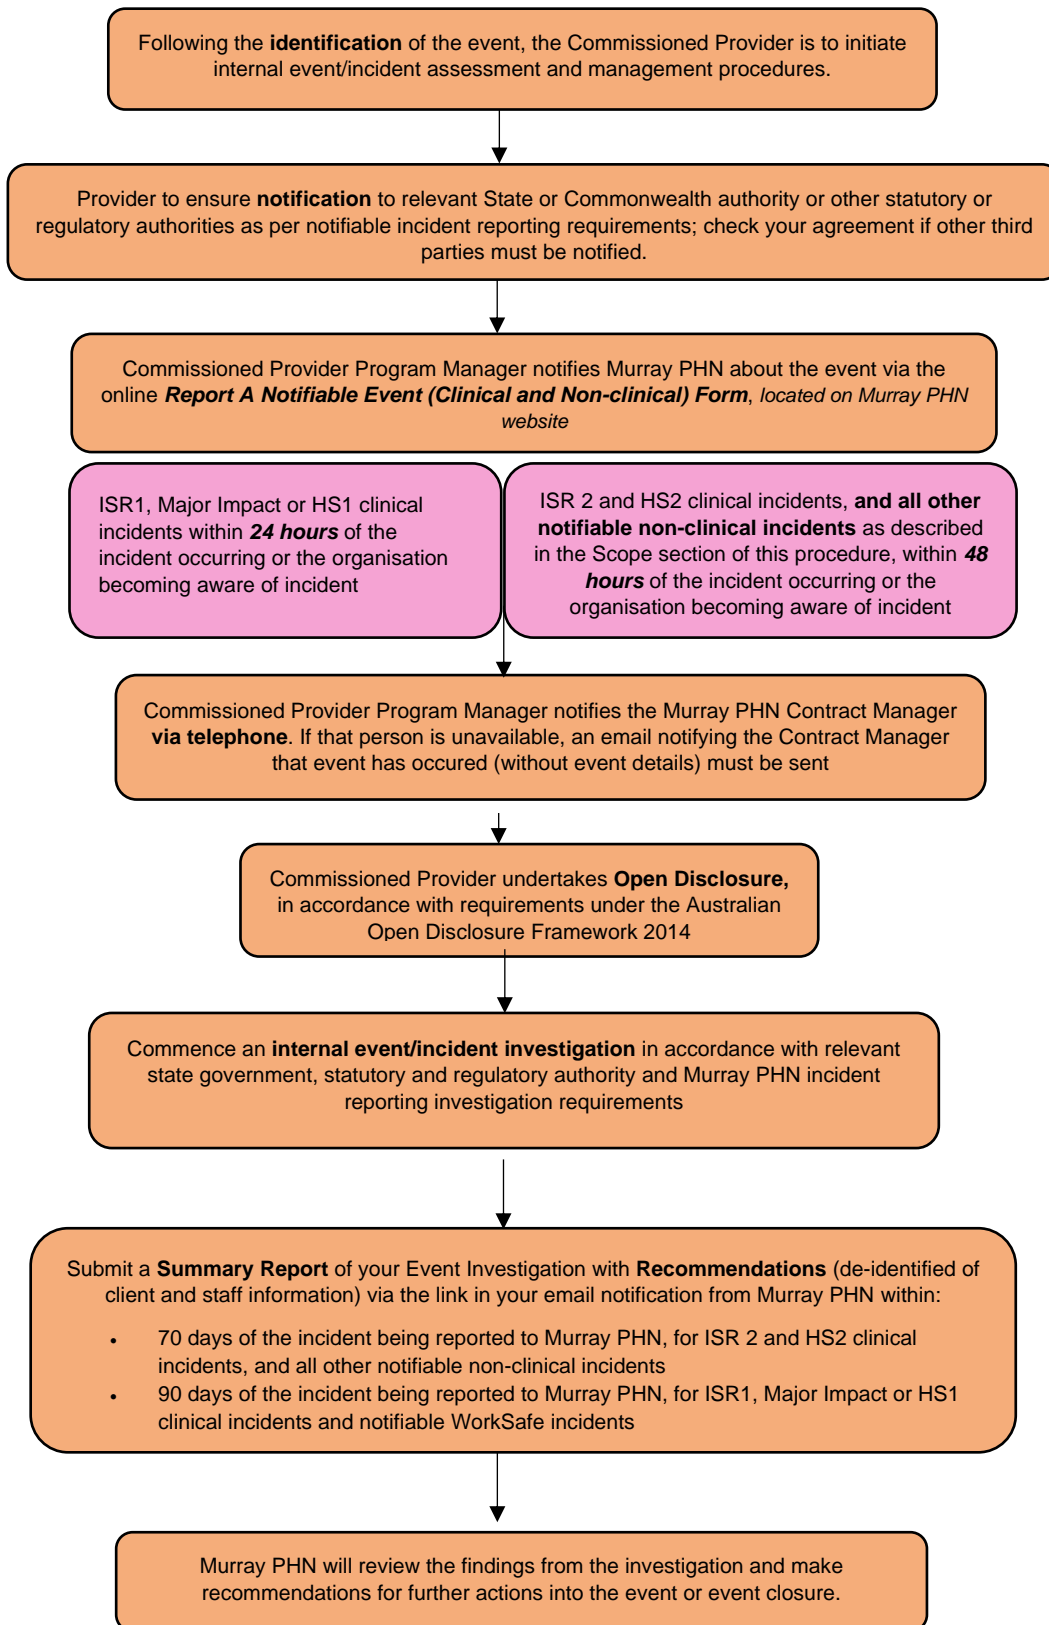 Following the identification of the event, the Commissioned Provider is to initiate
internal event/incident assessment and management procedures.
Provider to ensure notification to relevant State or Commonwealth authority or other statutory or
regulatory authorities as per notifiable incident reporting requirements; check your agreement if other third
parties must be notified.
Commissioned Provider Program Manager notifies Murray PHN about the event via the
online Report A Notifiable Event (Clinical and Non-clinical) Form, located on Murray PHN
website
ISR1, Major Impact or HS1 clinical
incidents within 24 hours of the
incident occurring or the organisation
becoming aware of incident
ISR 2 and HS2 clinical incidents, and all other
notifiable non-clinical incidents as described
in the Scope section of this procedure, within 48
hours of the incident occurring or the
organisation becoming aware of incident
Commissioned Provider Program Manager notifies the Murray PHN Contract Manager
via telephone. If that person is unavailable, an email notifying the Contract Manager
that event has occured (without event details) must be sent
Commissioned Provider undertakes Open Disclosure,
in accordance with requirements under the Australian
Open Disclosure Framework 2014
Commence an internal event/incident investigation in accordance with relevant
state government, statutory and regulatory authority and Murray PHN incident
reporting investigation requirements
Submit a Summary Report of your Event Investigation with Recommendations (de-identified of
client and staff information) via the link in your email notification from Murray PHN within:
• 70 days of the incident being reported to Murray PHN, for ISR 2 and HS2 clinical
incidents, and all other notifiable non-clinical incidents
• 90 days of the incident being reported to Murray PHN, for ISR1, Major Impact or HS1
clinical incidents and notifiable WorkSafe incidents
Murray PHN will review the findings from the investigation and make
recommendations for further actions into the event or event closure.